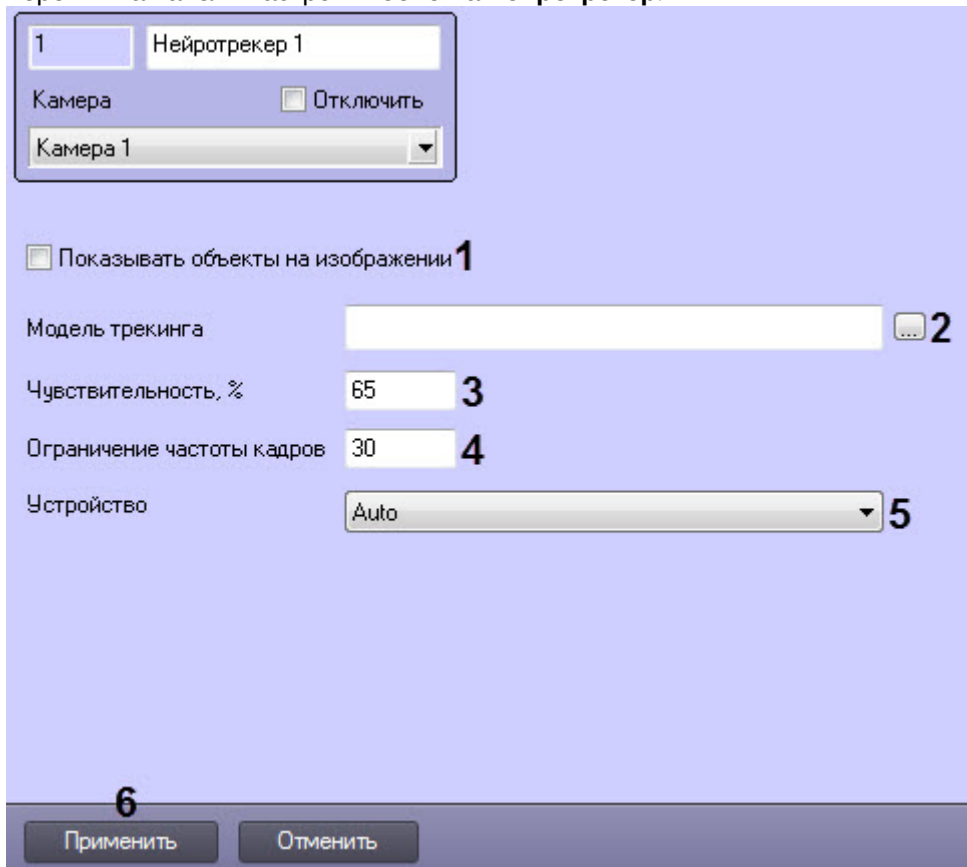 1 Нейротрекер 1
Камера Отключить
Камера 1
Показывать объекты на изображении 1
Модель трекинга ... 2
Чувствительность, % 65 3
Ограничение частоты кадров 30 4
Устройство Auto 5
6
Применить Отменить